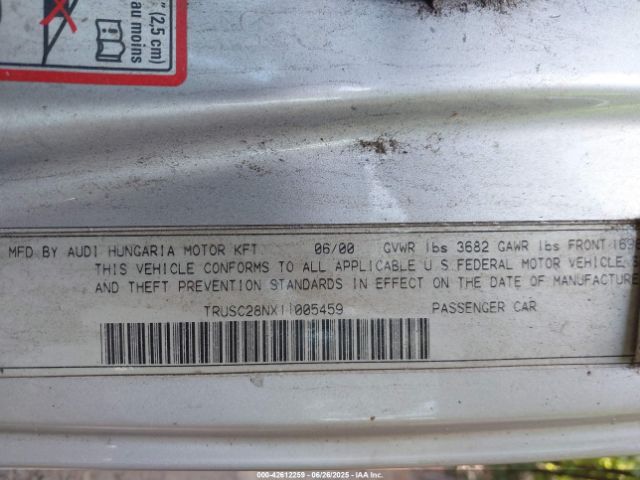 " (2,5 cm)
au moins
MFD BY AUDI HUNGARIA MOTOR KFT 06/00 GVWR lbs 3682 GAWR lbs FRONT
THIS VEHICLE CONFORMS TO ALL APPLICABLE U.S.FEDERAL MOTOR VEHICLE
AND THEFT PREVENTION STANDARDS IN EFFECT ON THE DATE OF MANUFACTURE
TRUSC28NX11005459 PASSENGER CAR
000-42612259 | 06/26/2025 | © IAA, Inc.